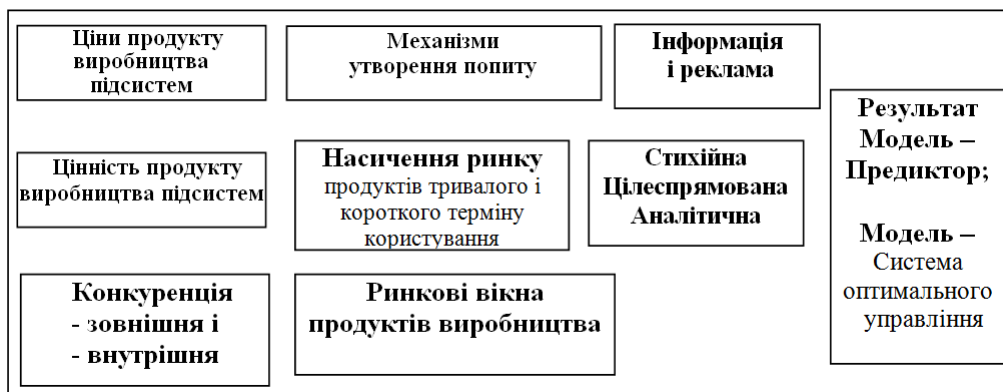 Ціни продукту
виробництва
підсистем
Механізми
утворення попиту
Інформація
і реклама
Цінність продукту
виробництва підсистем
Насичення ринку
продуктів тривалого і
короткого терміну
користування
Стихійна
Цілеспрямована
Аналітична
Результат
Модель –
Предиктор;
Модель –
Система
оптимального
управління
Конкуренція
- зовнішня і
- внутрішня
Ринкові вікна
продуктів виробництва